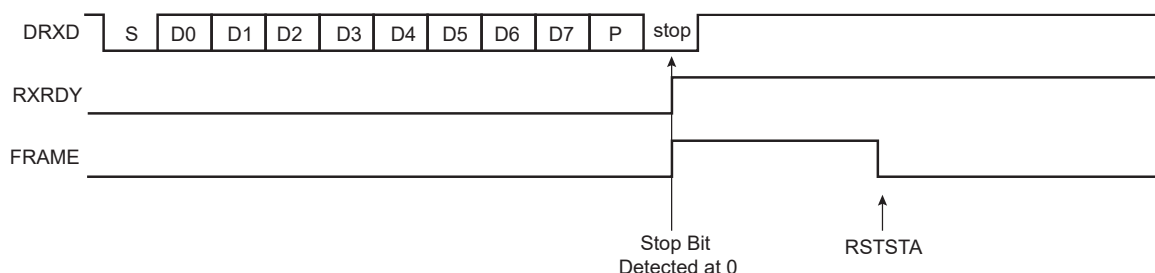 DRXD S D0 D1 D2 D3 D4 D5 D6 D7 P stop
RXRDY
FRAME
Stop Bit
Detected at 0
RSTSTA